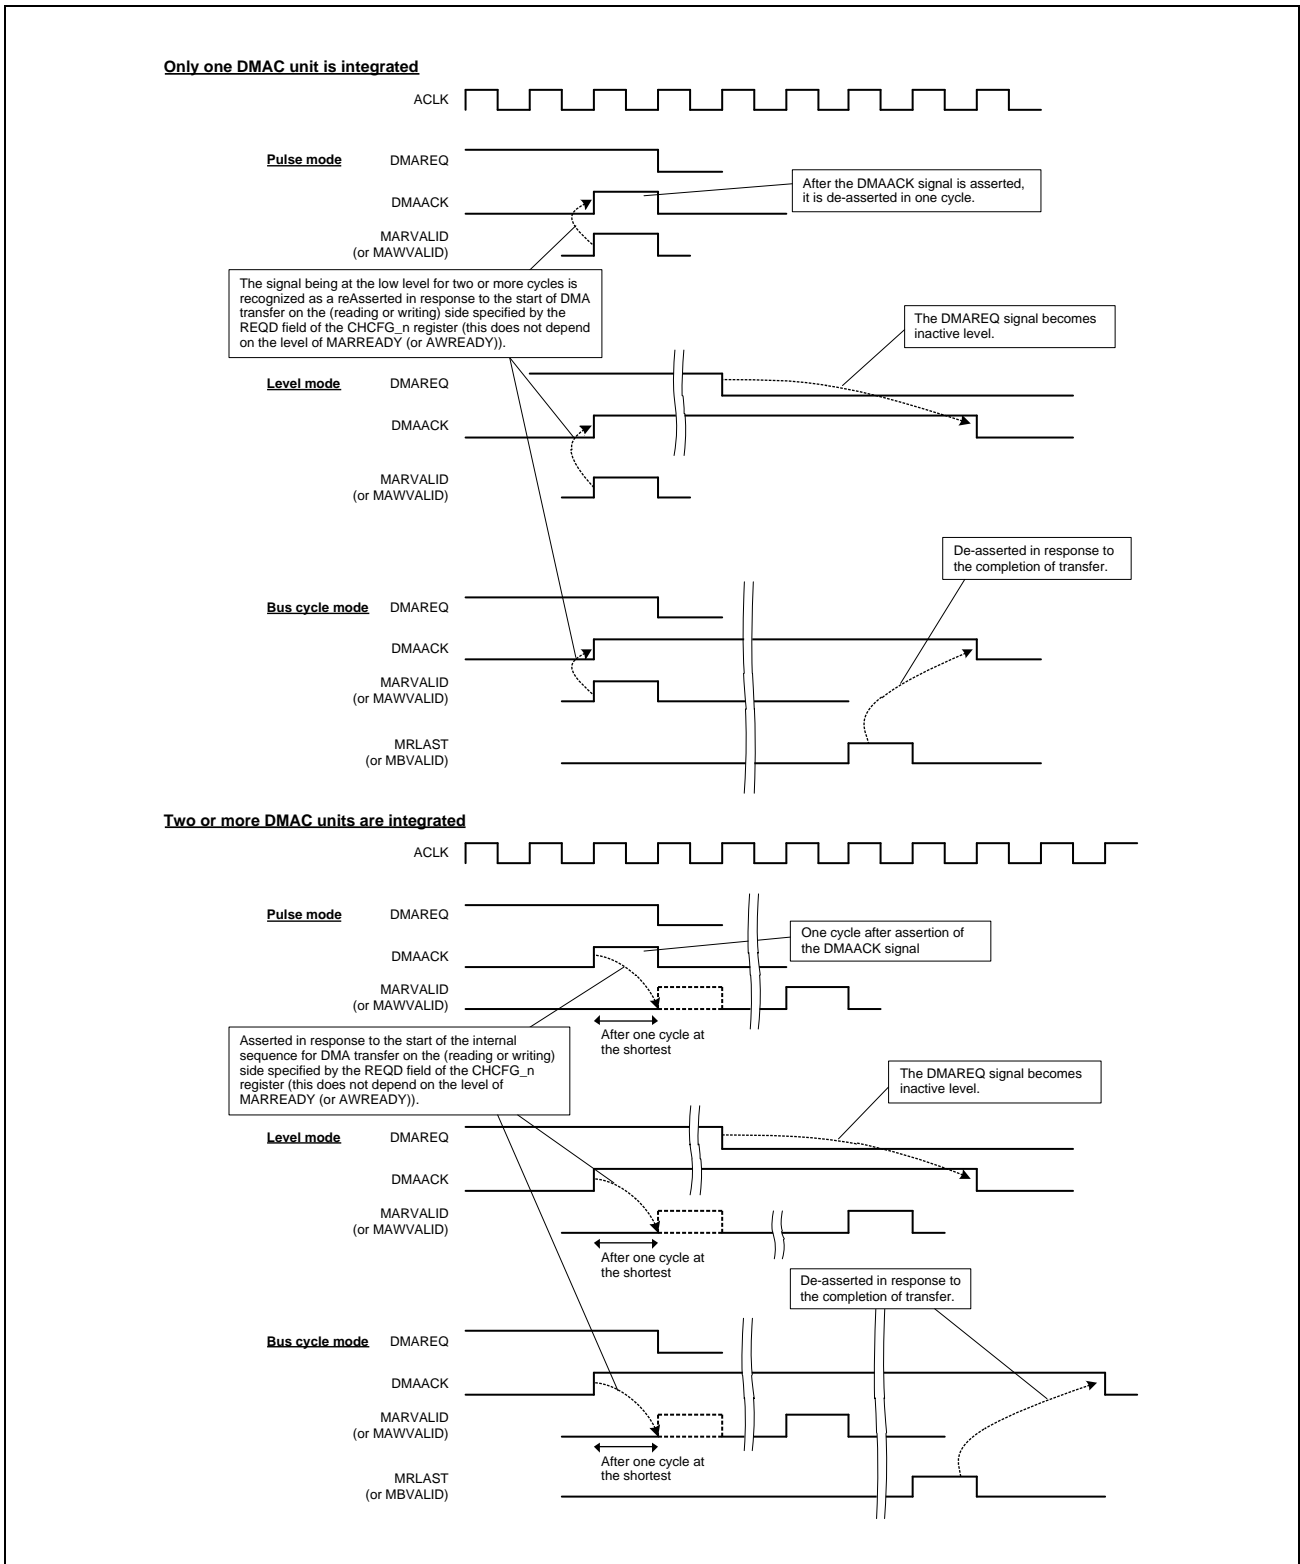 Only one DMAC unit is integrated
ACLK
Pulse mode DMAREQ
After the DMAACK signal is asserted,
it is de-asserted in one cycle.
DMAACK
MARVALID
(or MAWVALID)
The signal being at the low level for two or more cycles is
recognized as a reAsserted in response to the start of DMA
transfer on the (reading or writing) side specified by the
REQD field of the CHCFG_n register (this does not depend
on the level of MARREADY (or AWREADY)).
The DMAREQ signal becomes
inactive level.
Level mode DMAREQ
DMAACK
MARVALID
(or MAWVALID)
De-asserted in response to
the completion of transfer.
Bus cycle mode DMAREQ
DMAACK
MARVALID
(or MAWVALID)
MRLAST
(or MBVALID)
Two or more DMAC units are integrated
ACLK
Pulse mode DMAREQ
One cycle after assertion of
the DMAACK signal
DMAACK
MARVALID
(or MAWVALID)
After one cycle at
the shortest
Asserted in response to the start of the internal
sequence for DMA transfer on the (reading or writing)
side specified by the REQD field of the CHCFG_n
register (this does not depend on the level of
MARREADY (or AWREADY)).
The DMAREQ signal becomes
inactive level.
Level mode DMAREQ
DMAACK
MARVALID
(or MAWVALID)
After one cycle at
the shortest
De-asserted in response to
the completion of transfer.
Bus cycle mode DMAREQ
DMAACK
MARVALID
(or MAWVALID)
After one cycle at
the shortest
MRLAST
(or MBVALID)